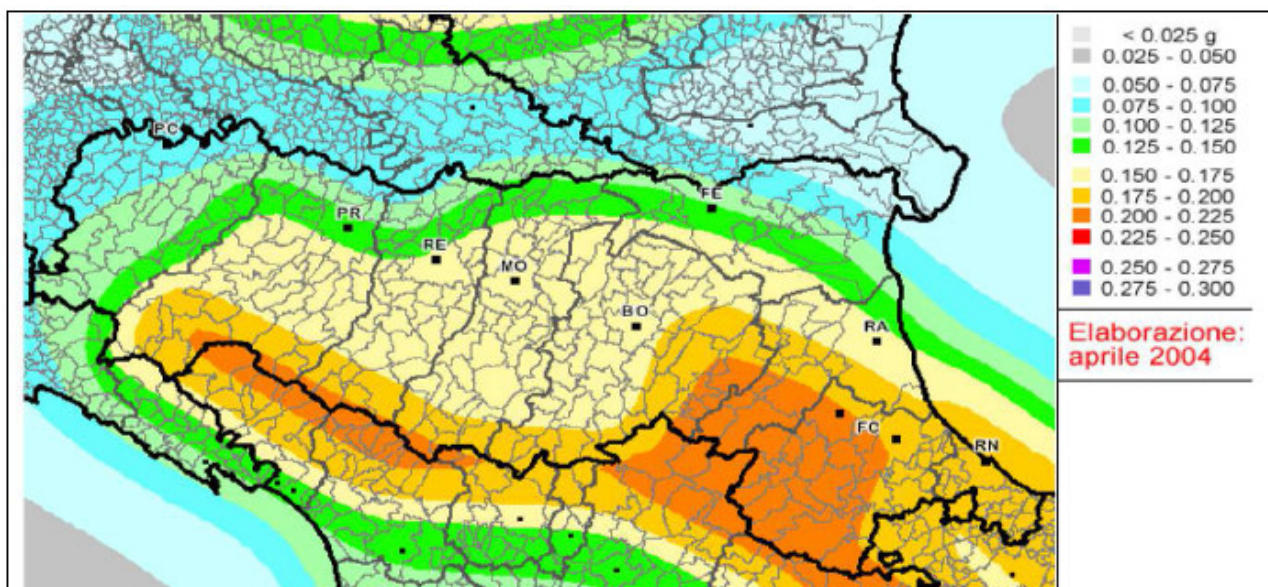 PC
PR
RE
MO
BO
FE
RA
FC
RN
< 0.025 g
0.025 - 0.050
0.050 - 0.075
0.075 - 0.100
0.100 - 0.125
0.125 - 0.150
0.150 - 0.175
0.175 - 0.200
0.200 - 0.225
0.225 - 0.250
0.250 - 0.275
0.275 - 0.300
Elaborazione:
aprile 2004